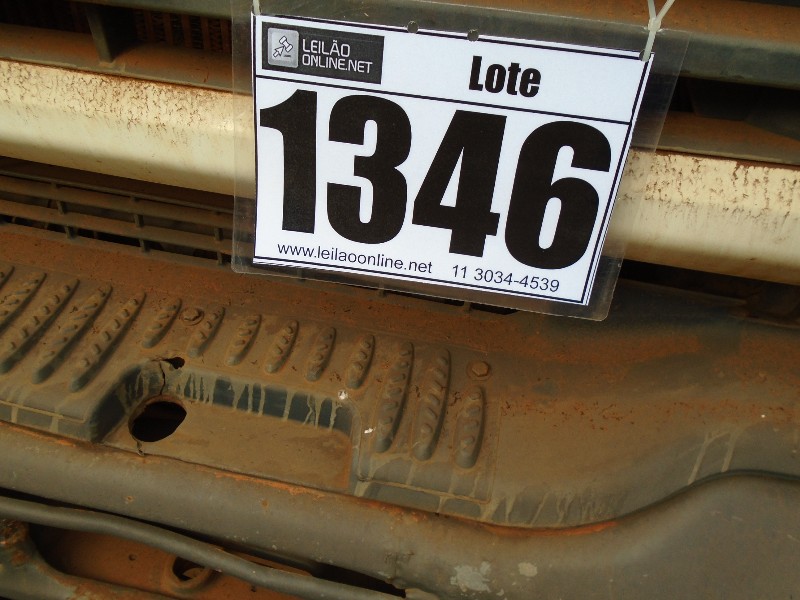 LEILÃO
ONLINE.NET
Lote
1346
www.leilaoonline.net 11 3034-4539